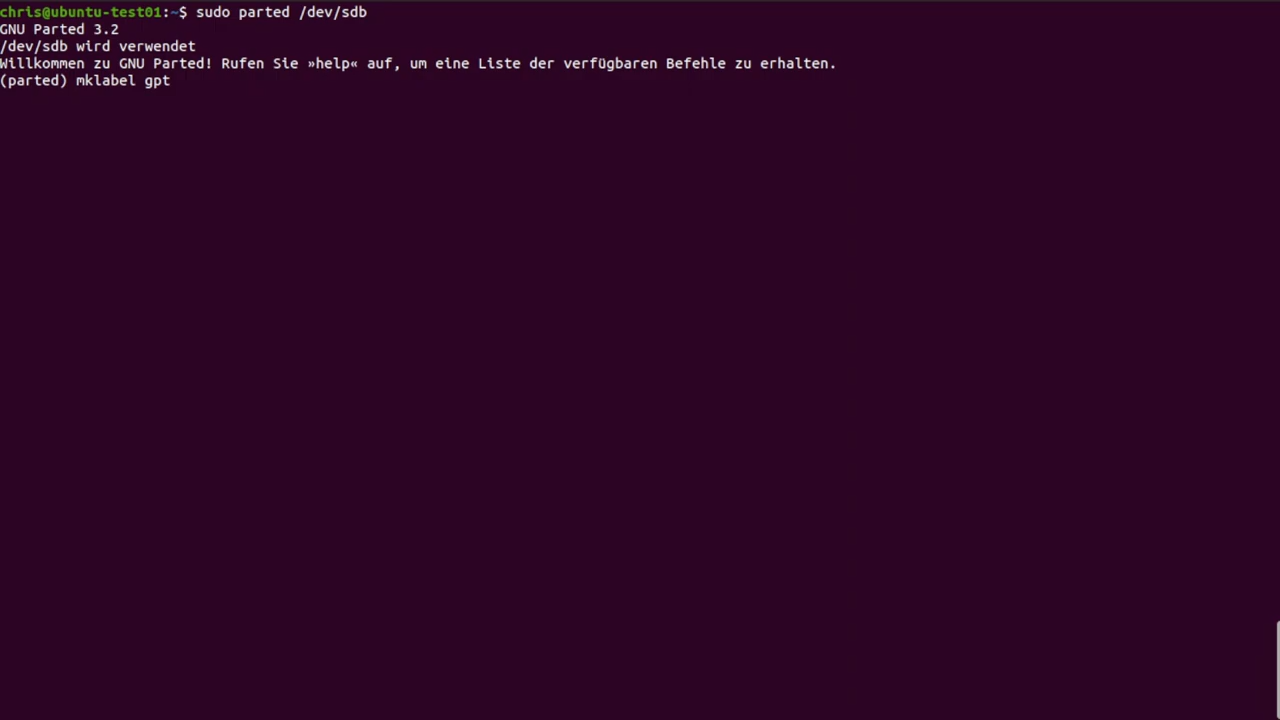 chris@ubuntu-test01:~$ sudo parted /dev/sdb
GNU Parted 3.2
/dev/sdb wird verwendet
Willkommen zu GNU Parted! Rufen Sie »help« auf, um eine Liste der verfügbaren Befehle zu erhalten.
(parted) mklabel gpt